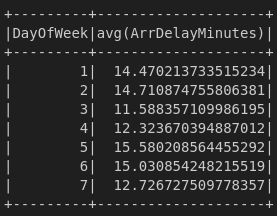 +---------+--------------------+
|DayOfWeek|avg(ArrDelayMinutes)|
+---------+--------------------+
|        1|  14.470213733515234|
|        2|  14.710874755806381|
|        3|  11.588357109986195|
|        4|  12.323670394887012|
|        5|  15.580208564455292|
|        6|  15.030854248215519|
|        7|  12.726727509778357|
+---------+--------------------+